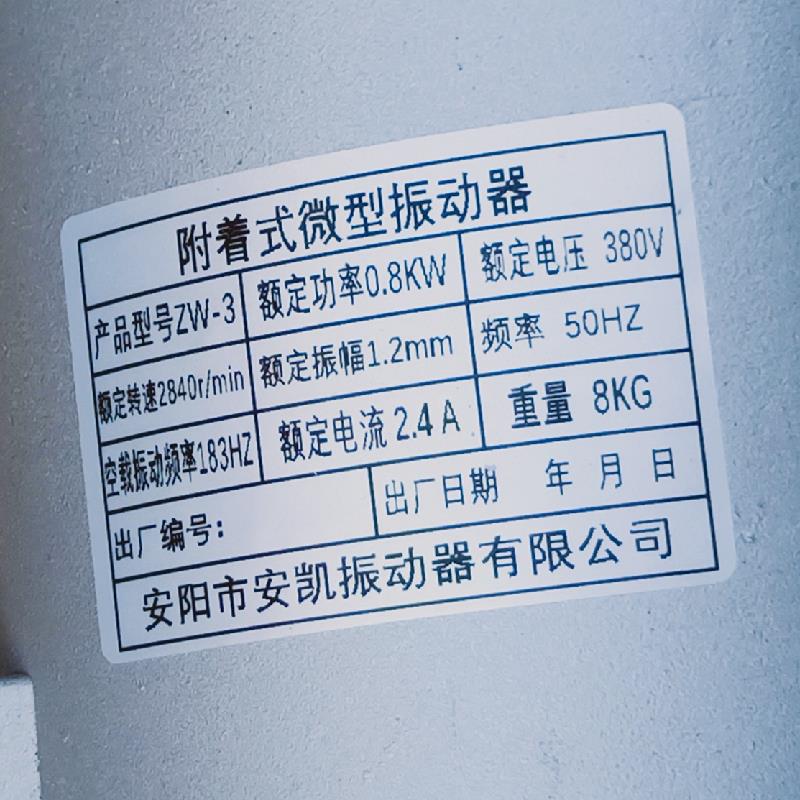 附着式微型振动器
产品型号ZW-3 额定功率0.8KW 额定电压 380V
额定转速2840r/min 额定振幅1.2mm 频率 50HZ
空载振动频率183HZ 额定电流2.4A 重量 8KG
出厂编号: 出厂日期 年 月 日
安阳市安凯振动器有限公司